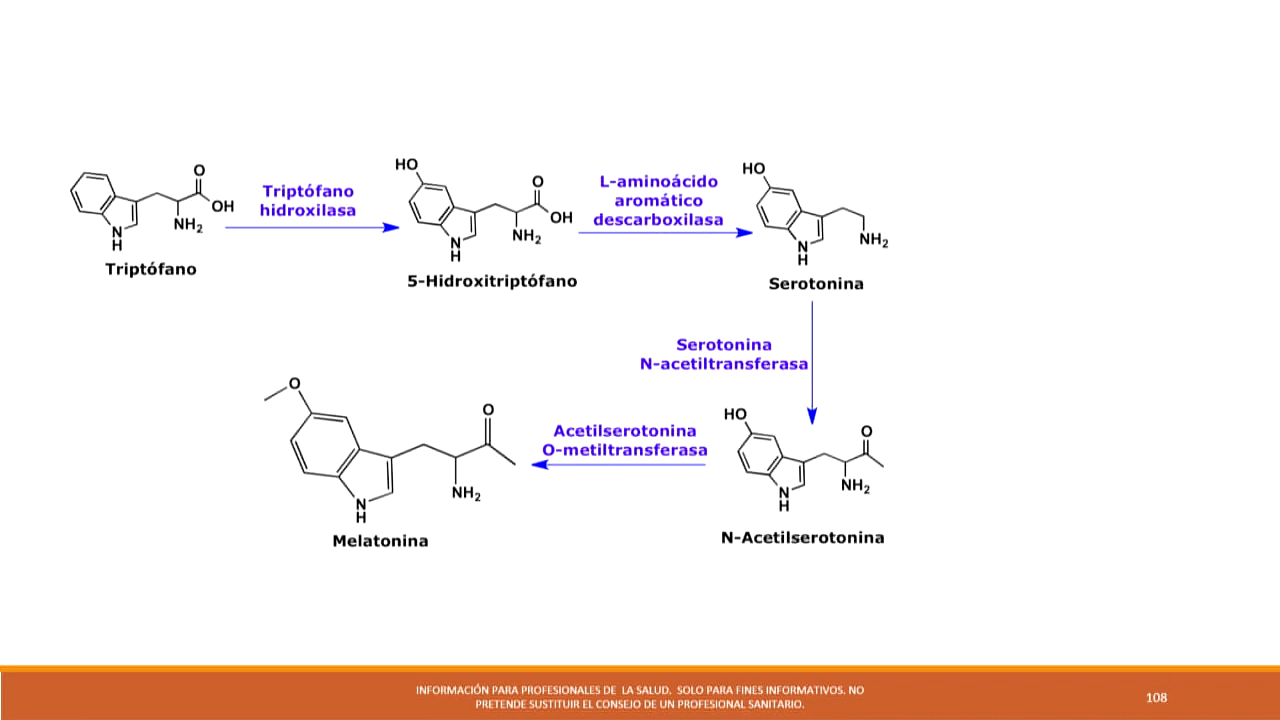 O
OH
NH2
N
H
Triptófano
Triptófano
hidroxilasa
HO
O
OH
NH2
N
H
5-Hidroxitriptófano
L-aminoácido
aromático
descarboxilasa
HO
NH2
N
H
Serotonina
Serotonina
N-acetiltransferasa
HO
O
NH2
N
H
N-Acetilserotonina
Acetilserotonina
O-metiltransferasa
O
O
NH2
N
H
Melatonina
INFORMACIÓN PARA PROFESIONALES DE LA SALUD. SOLO PARA FINES INFORMATIVOS. NO
PRETENDE SUSTITUIR EL CONSEJO DE UN PROFESIONAL SANITARIO.
108